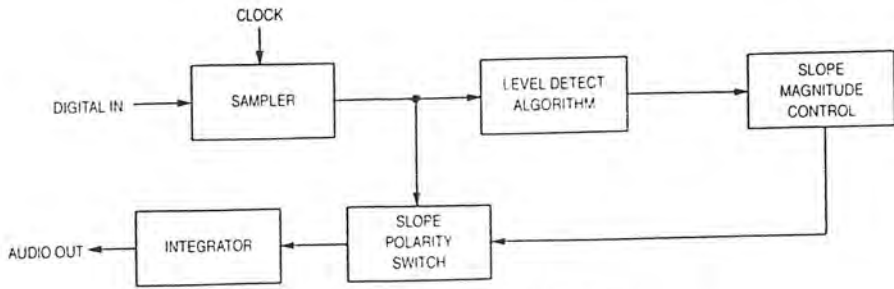 CLOCK
DIGITAL IN
SAMPLER
LEVEL DETECT
ALGORITHM
SLOPE
MAGNITUDE
CONTROL
AUDIO OUT
INTEGRATOR
SLOPE
POLARITY
SWITCH